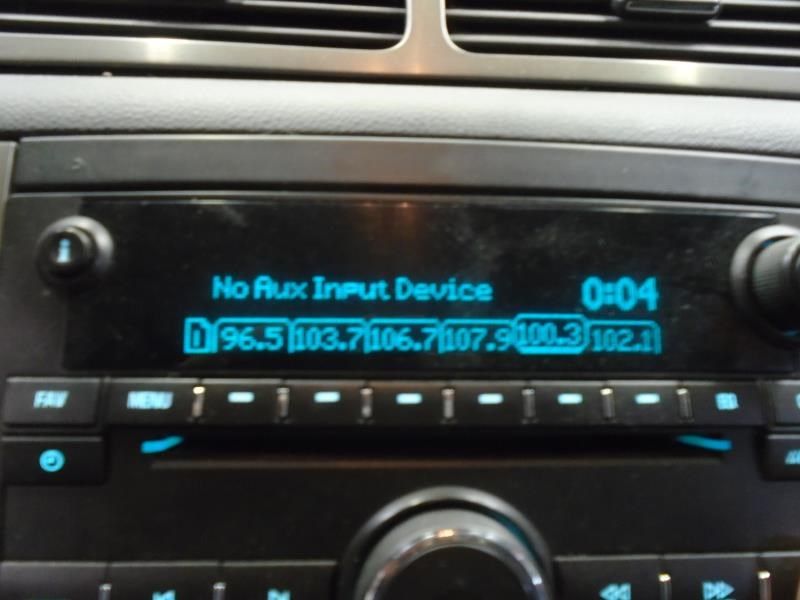 i
No Aux Input Device 0:04
1 96.5 103.7 106.7 107.9 100.3 102.1
FAV MENU